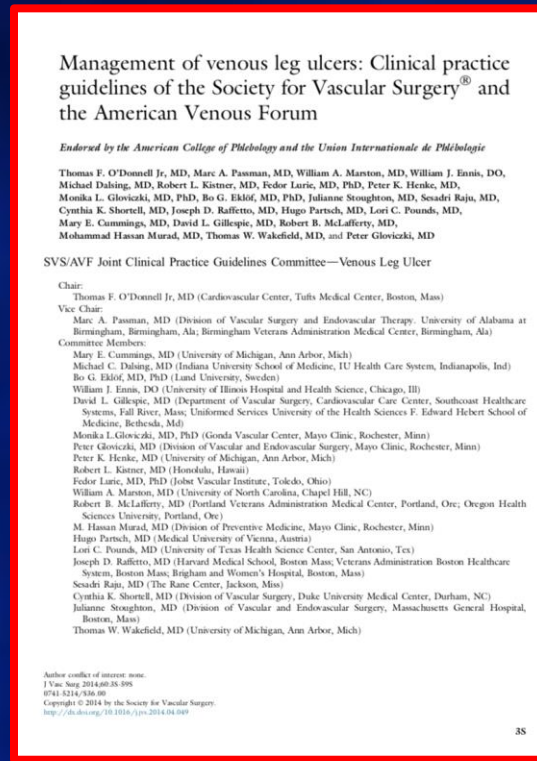 Management of venous leg ulcers: Clinical practice
guidelines of the Society for Vascular Surgery® and
the American Venous Forum
Endorsed by the American College of Phlebology and the Union Internationale de Phlébologie
Thomas F. O'Donnell Jr, MD, Marc A. Passman, MD, William A. Marston, MD, William J. Ennis, DO,
Michael Dalsing, MD, Robert L. Kistner, MD, Fedor Lurie, MD, PhD, Peter K. Henke, MD,
Monika L. Gloviczki, MD, PhD, Bo G. Eklöf, MD, PhD, Julianne Stoughton, MD, Sesadri Raju, MD,
Cynthia K. Shortell, MD, Joseph D. Raffetto, MD, Hugo Partsch, MD, Lori C. Pounds, MD,
Mary E. Cummings, MD, David L. Gillespie, MD, Robert B. McLafferty, MD,
Mohammad Hassan Murad, MD, Thomas W. Wakefield, MD, and Peter Gloviczki, MD
SVS/AVF Joint Clinical Practice Guidelines Committee—Venous Leg Ulcer
Chair:
Thomas F. O'Donnell Jr, MD (Cardiovascular Center, Tufts Medical Center, Boston, Mass)
Vice Chair:
Marc A. Passman, MD (Division of Vascular Surgery and Endovascular Therapy. University of Alabama at
Birmingham, Birmingham, Ala; Birmingham Veterans Administration Medical Center, Birmingham, Ala)
Committee Members:
Mary E. Cummings, MD (University of Michigan, Ann Arbor, Mich)
Michael C. Dalsing, MD (Indiana University School of Medicine, IU Health Care System, Indianapolis, Ind)
Bo G. Eklöf, MD, PhD (Lund University, Sweden)
William J. Ennis, DO (University of Illinois Hospital and Health Science, Chicago, Ill)
David L. Gillespie, MD (Department of Vascular Surgery, Cardiovascular Care Center, Southcoast Healthcare
Systems, Fall River, Mass; Uniformed Services University of the Health Sciences F. Edward Hebert School of
Medicine, Bethesda, Md)
Monika L.Gloviczki, MD, PhD (Gonda Vascular Center, Mayo Clinic, Rochester, Minn)
Peter Gloviczki, MD (Division of Vascular and Endovascular Surgery, Mayo Clinic, Rochester, Minn)
Peter K. Henke, MD (University of Michigan, Ann Arbor, Mich)
Robert L. Kistner, MD (Honolulu, Hawaii)
Fedor Lurie, MD, PhD (Jobst Vascular Institute, Toledo, Ohio)
William A. Marston, MD (University of North Carolina, Chapel Hill, NC)
Robert B. McLafferty, MD (Portland Veterans Administration Medical Center, Portland, Ore; Oregon Health
Sciences University, Portland, Ore)
M. Hassan Murad, MD (Division of Preventive Medicine, Mayo Clinic, Rochester, Minn)
Hugo Partsch, MD (Medical University of Vienna, Austria)
Lori C. Pounds, MD (University of Texas Health Science Center, San Antonio, Tex)
Joseph D. Raffetto, MD (Harvard Medical School, Boston Mass; Veterans Administration Boston Healthcare
System, Boston Mass; Brigham and Women's Hospital, Boston, Mass)
Sesadri Raju, MD (The Rane Center, Jackson, Miss)
Cynthia K. Shortell, MD (Division of Vascular Surgery, Duke University Medical Center, Durham, NC)
Julianne Stoughton, MD (Division of Vascular and Endovascular Surgery, Massachusetts General Hospital,
Boston, Mass)
Thomas W. Wakefield, MD (University of Michigan, Ann Arbor, Mich)
Author conflict of interest: none.
J Vasc Surg 2014;60:3S-59S
0741-5214/$36.00
Copyright © 2014 by the Society for Vascular Surgery.
http://dx.doi.org/10.1016/j.jvs.2014.04.049
3S